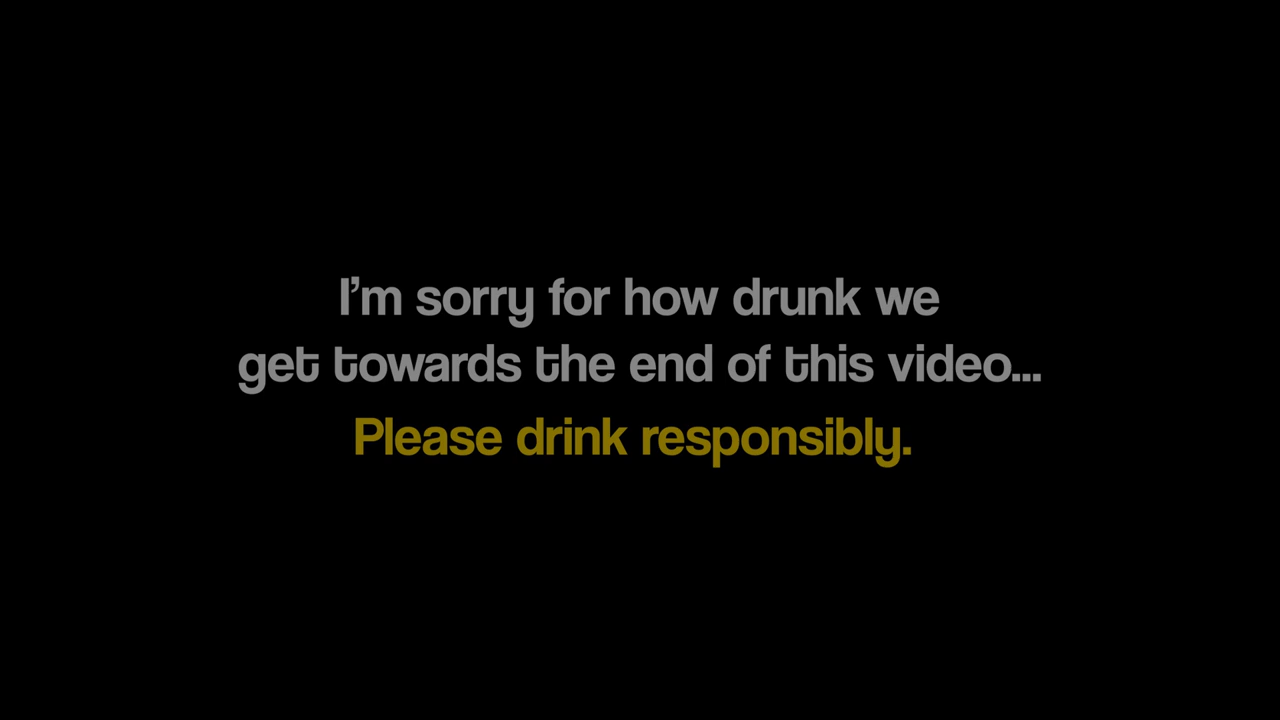 I’m sorry for how drunk we
get towards the end of this video...
Please drink responsibly.